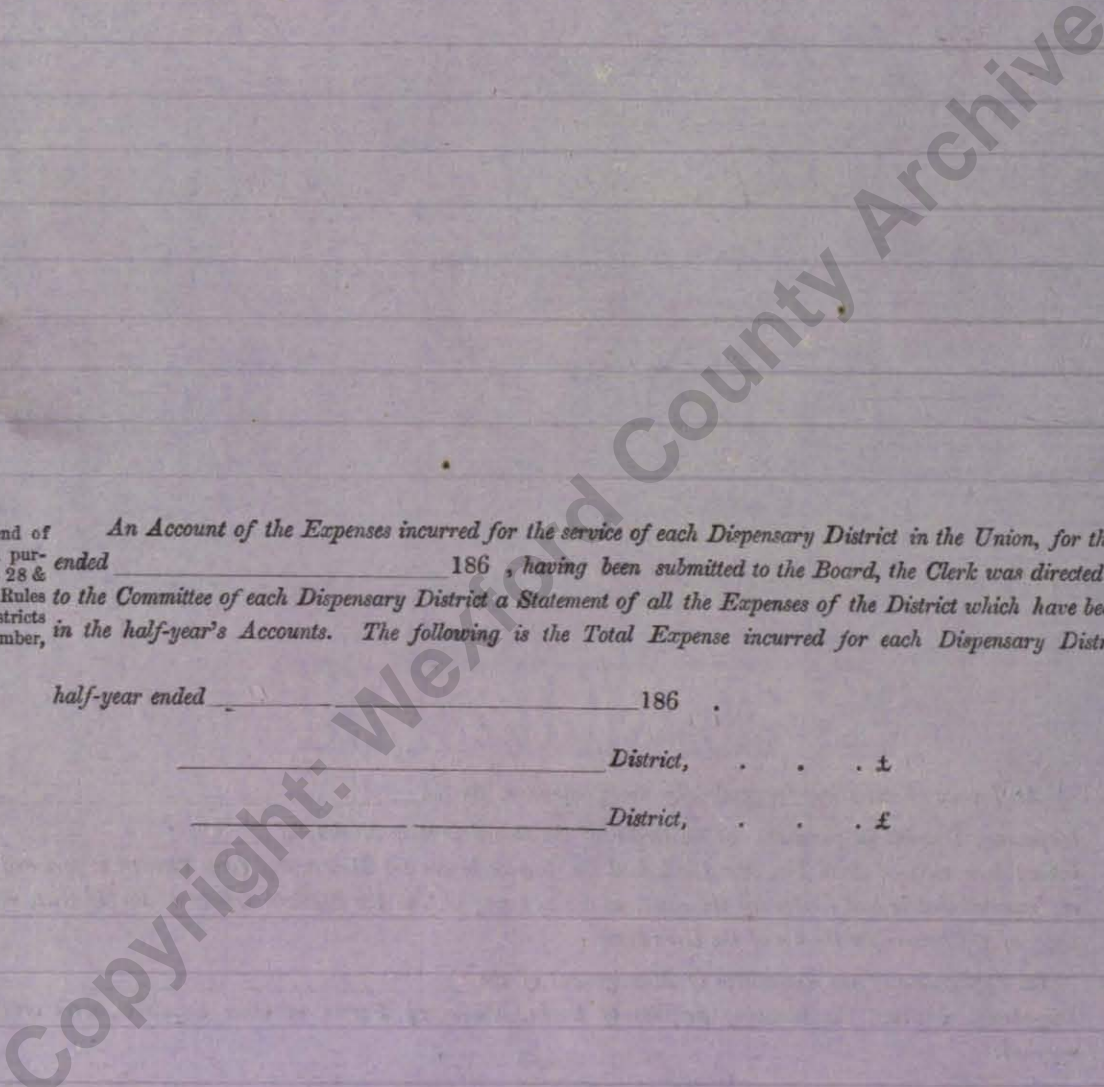 nd of An Account of the Expenses incurred for the service of each Dispensary District in the Union, for th
pur-
28 & ended 186 , having been submitted to the Board, the Clerk was directed
Rules to the Committee of each Dispensary District a Statement of all the Expenses of the District which have be
stricts
mber, in the half-year's Accounts. The following is the Total Expense incurred for each Dispensary Distr
half-year ended 186 .
District, . . . £
District, . . . £
Copyright: Wexford County Archive